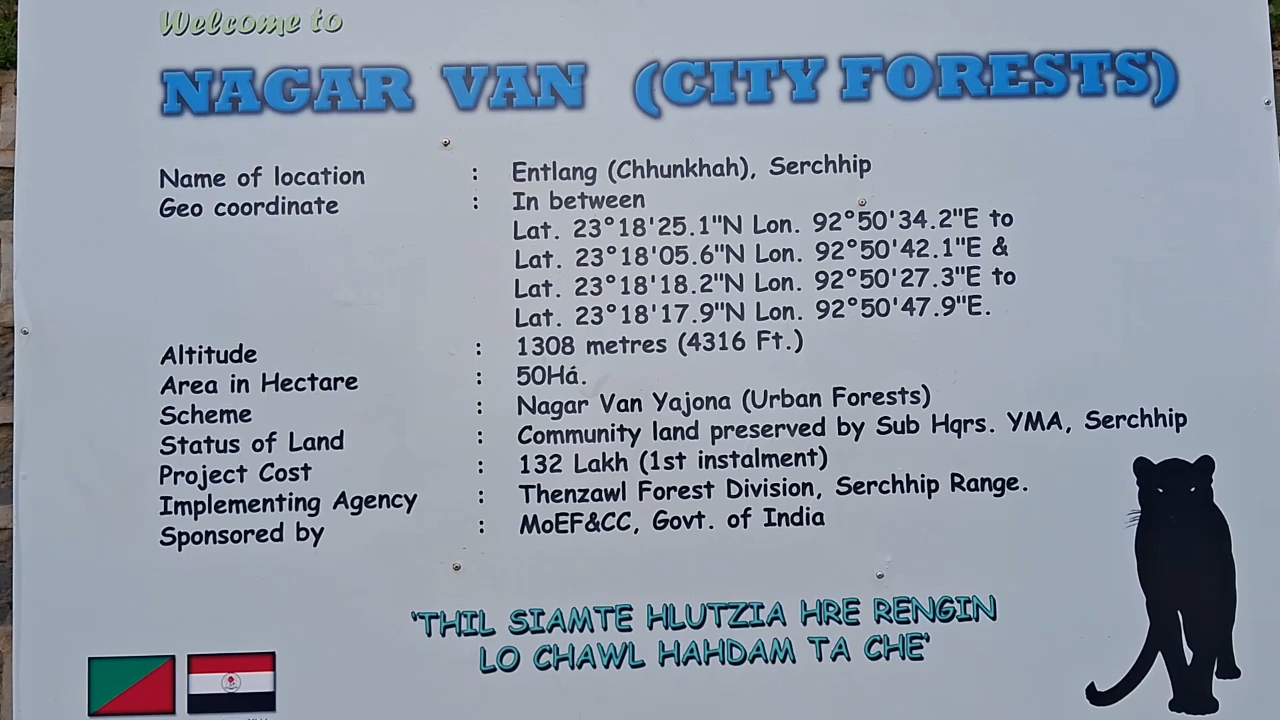 Welcome to
NAGAR VAN (CITY FORESTS)
Name of location : Entlang (Chhunkhah), Serchhip
Geo coordinate : In between
Lat. 23°18'25.1"N Lon. 92°50'34.2"E to
Lat. 23°18'05.6"N Lon. 92°50'42.1"E &
Lat. 23°18'18.2"N Lon. 92°50'27.3"E to
Lat. 23°18'17.9"N Lon. 92°50'47.9"E.
Altitude : 1308 metres (4316 Ft.)
Area in Hectare : 50Há.
Scheme : Nagar Van Yajona (Urban Forests)
Status of Land : Community land preserved by Sub Hqrs. YMA, Serchhip
Project Cost : 132 Lakh (1st instalment)
Implementing Agency : Thenzawl Forest Division, Serchhip Range.
Sponsored by : MoEF&CC, Govt. of India
'THIL SIAMTE HLUTZIA HRE RENGIN
LO CHAWL HAHDAM TA CHE'